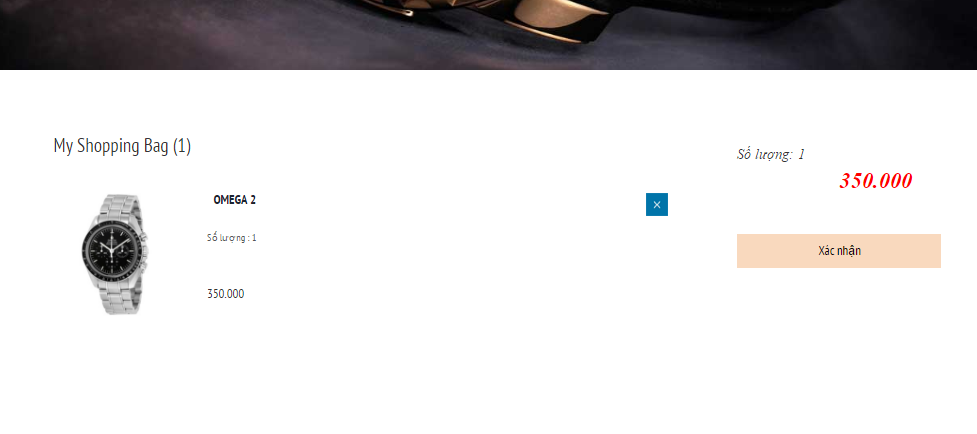 My Shopping Bag (1)
OMEGA 2
×
Số lượng : 1
350.000
Số lượng: 1
350.000
Xác nhận